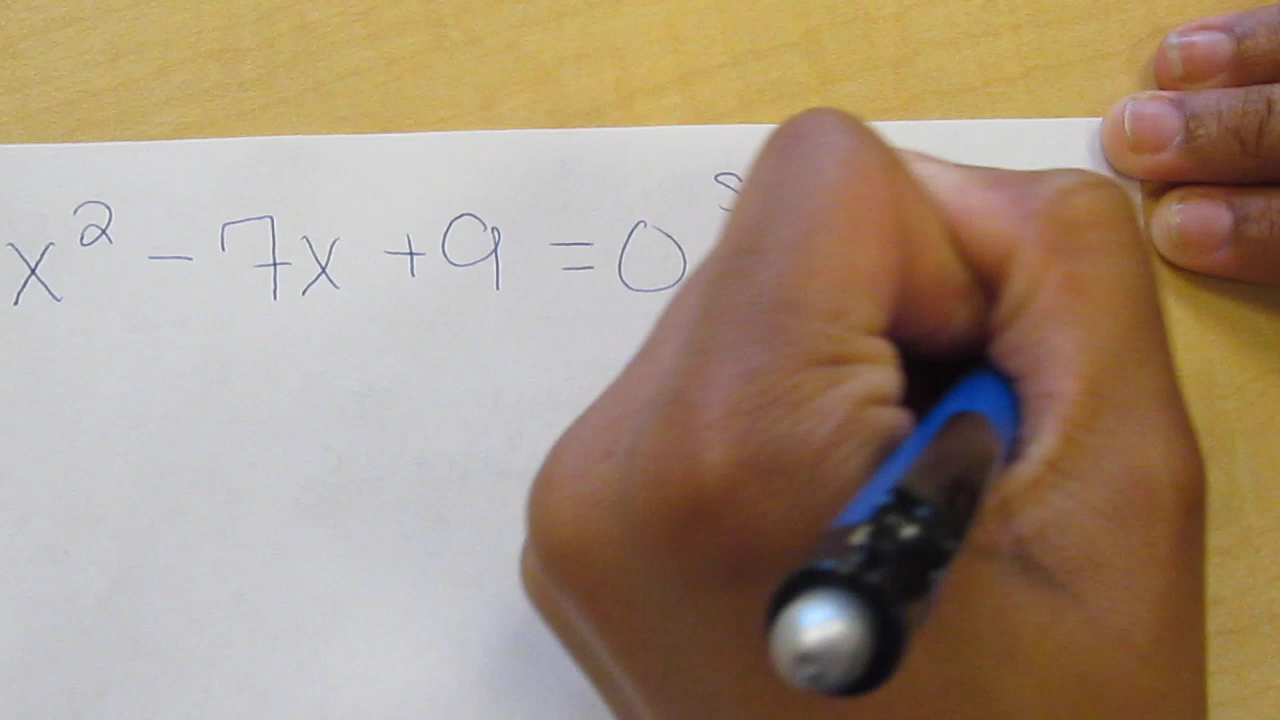 x² - 7x + 9 = 0